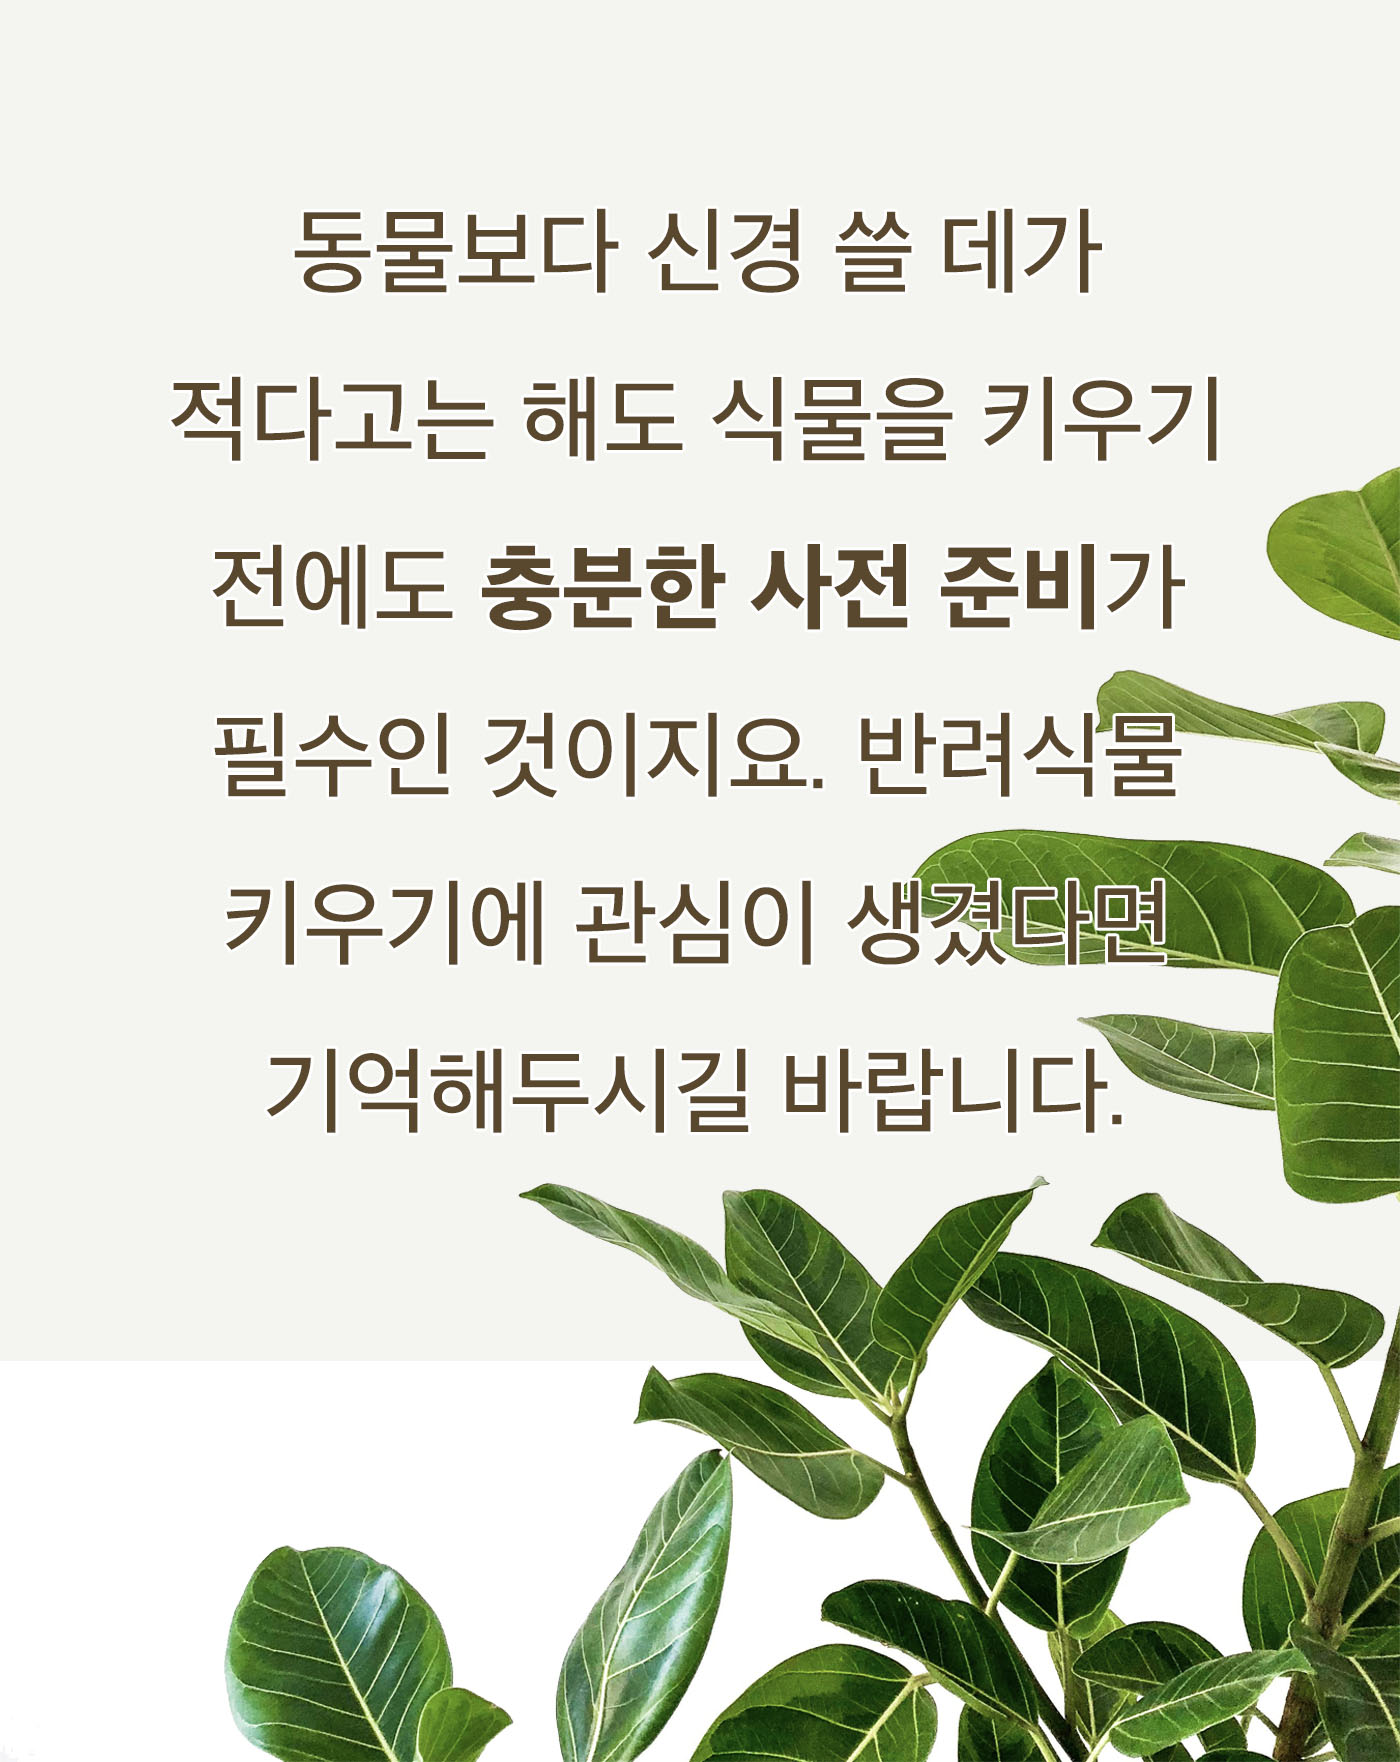 동물보다 신경 쓸 데가
적다고는 해도 식물을 키우기
전에도 충분한 사전 준비가
필수인 것이지요. 반려식물
키우기에 관심이 생겼다면
기억해두시길 바랍니다.